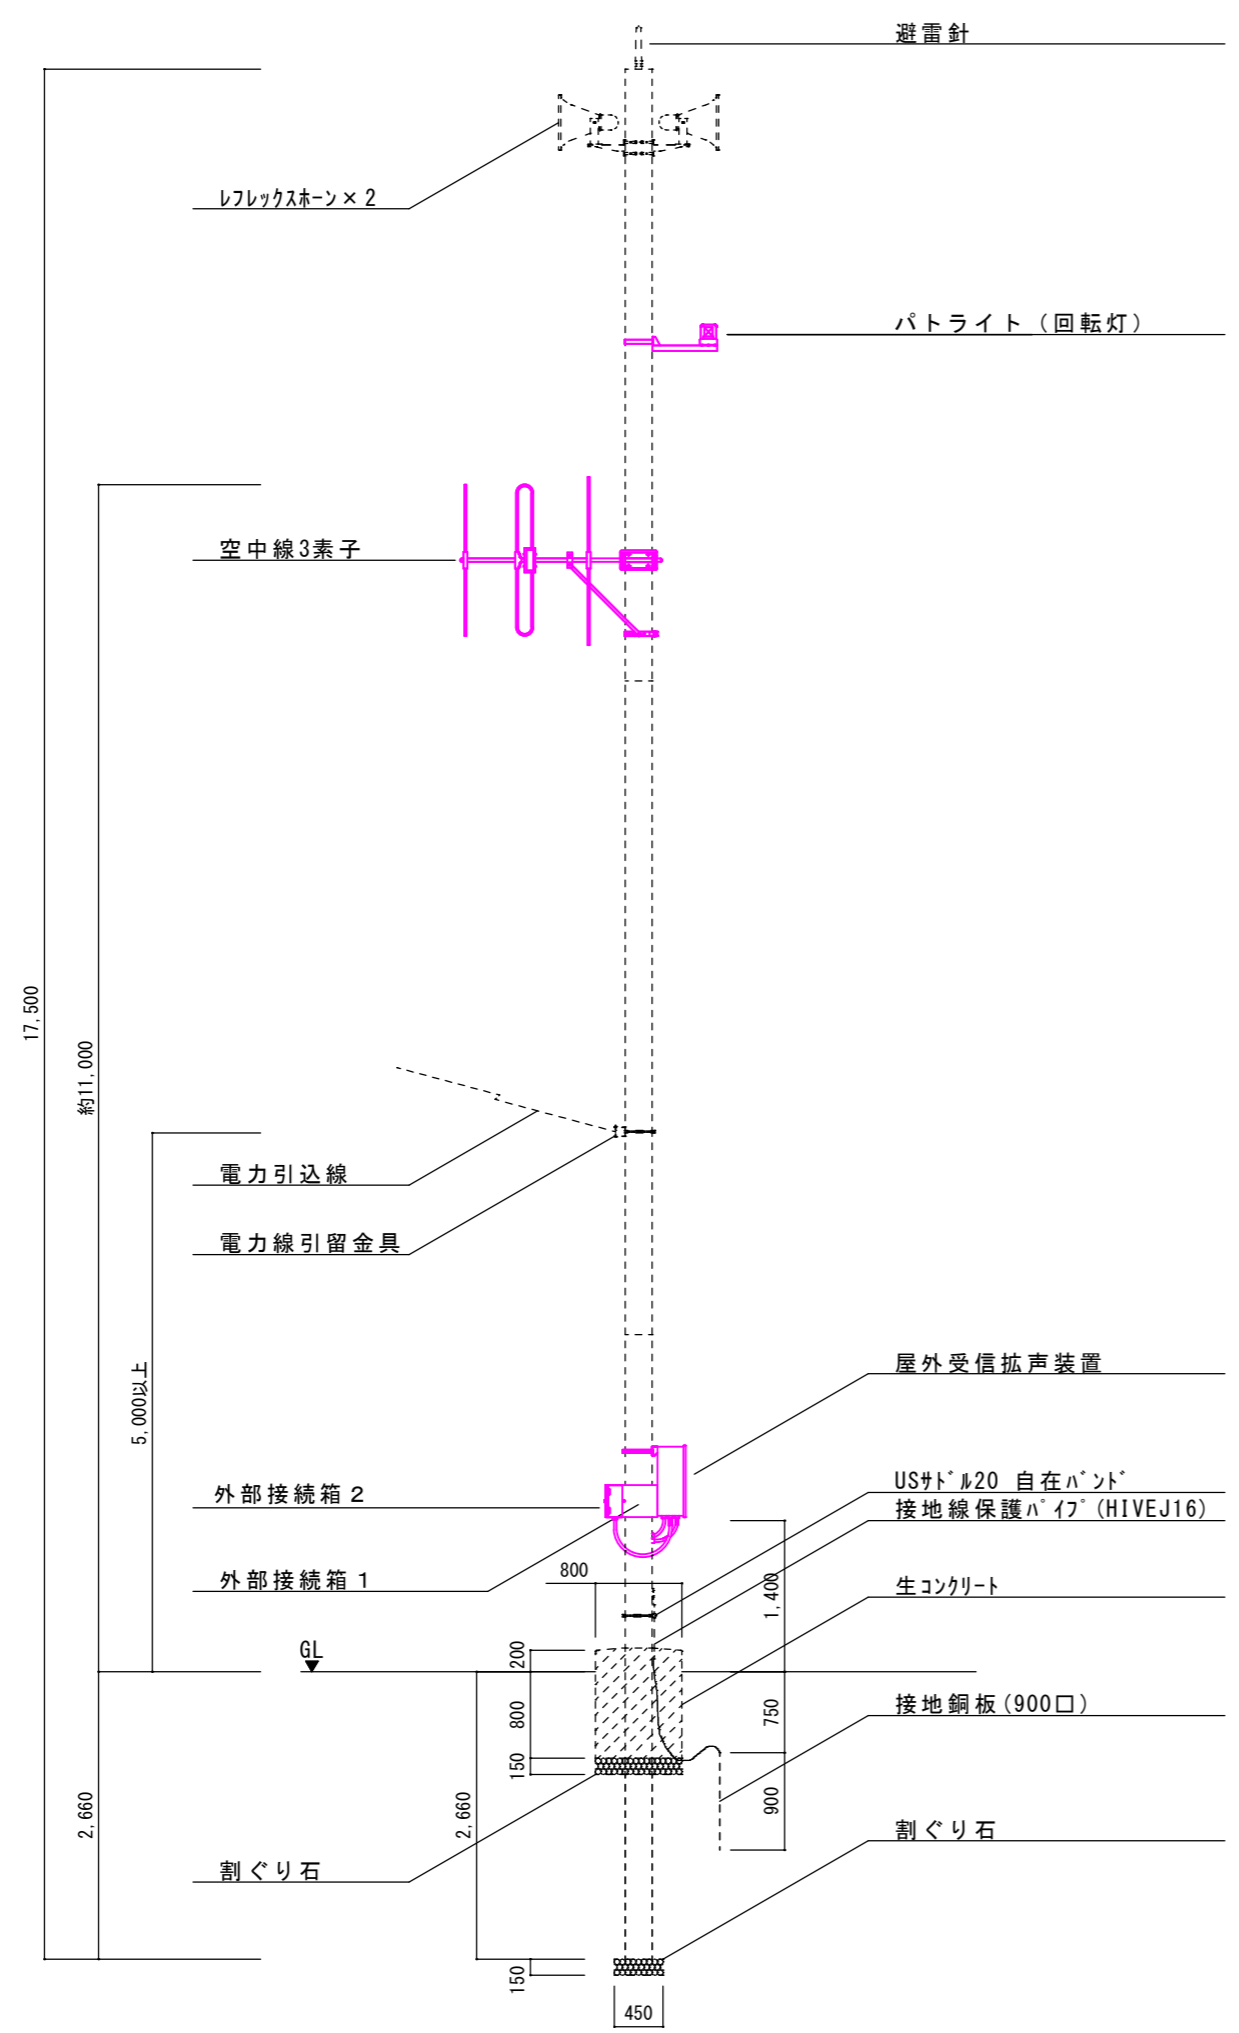 避雷針
ﾚﾌﾚｯｸｽﾎｰﾝ×2
パトライト（回転灯）
空中線3素子
17,500
約11,000
電力引込線
電力線引留金具
5,000以上
屋外受信拡声装置
外部接続箱２
USｻﾄﾞﾙ20 自在ﾊﾞﾝﾄﾞ
接地線保護ﾊﾟｲﾌﾟ(HIVEJ16)
外部接続箱１
800
1,400
生ｺﾝｸﾘｰﾄ
GL
200
800
150
750
接地銅板(900口)
900
2,660
2,660
割ぐり石
割ぐり石
150
450